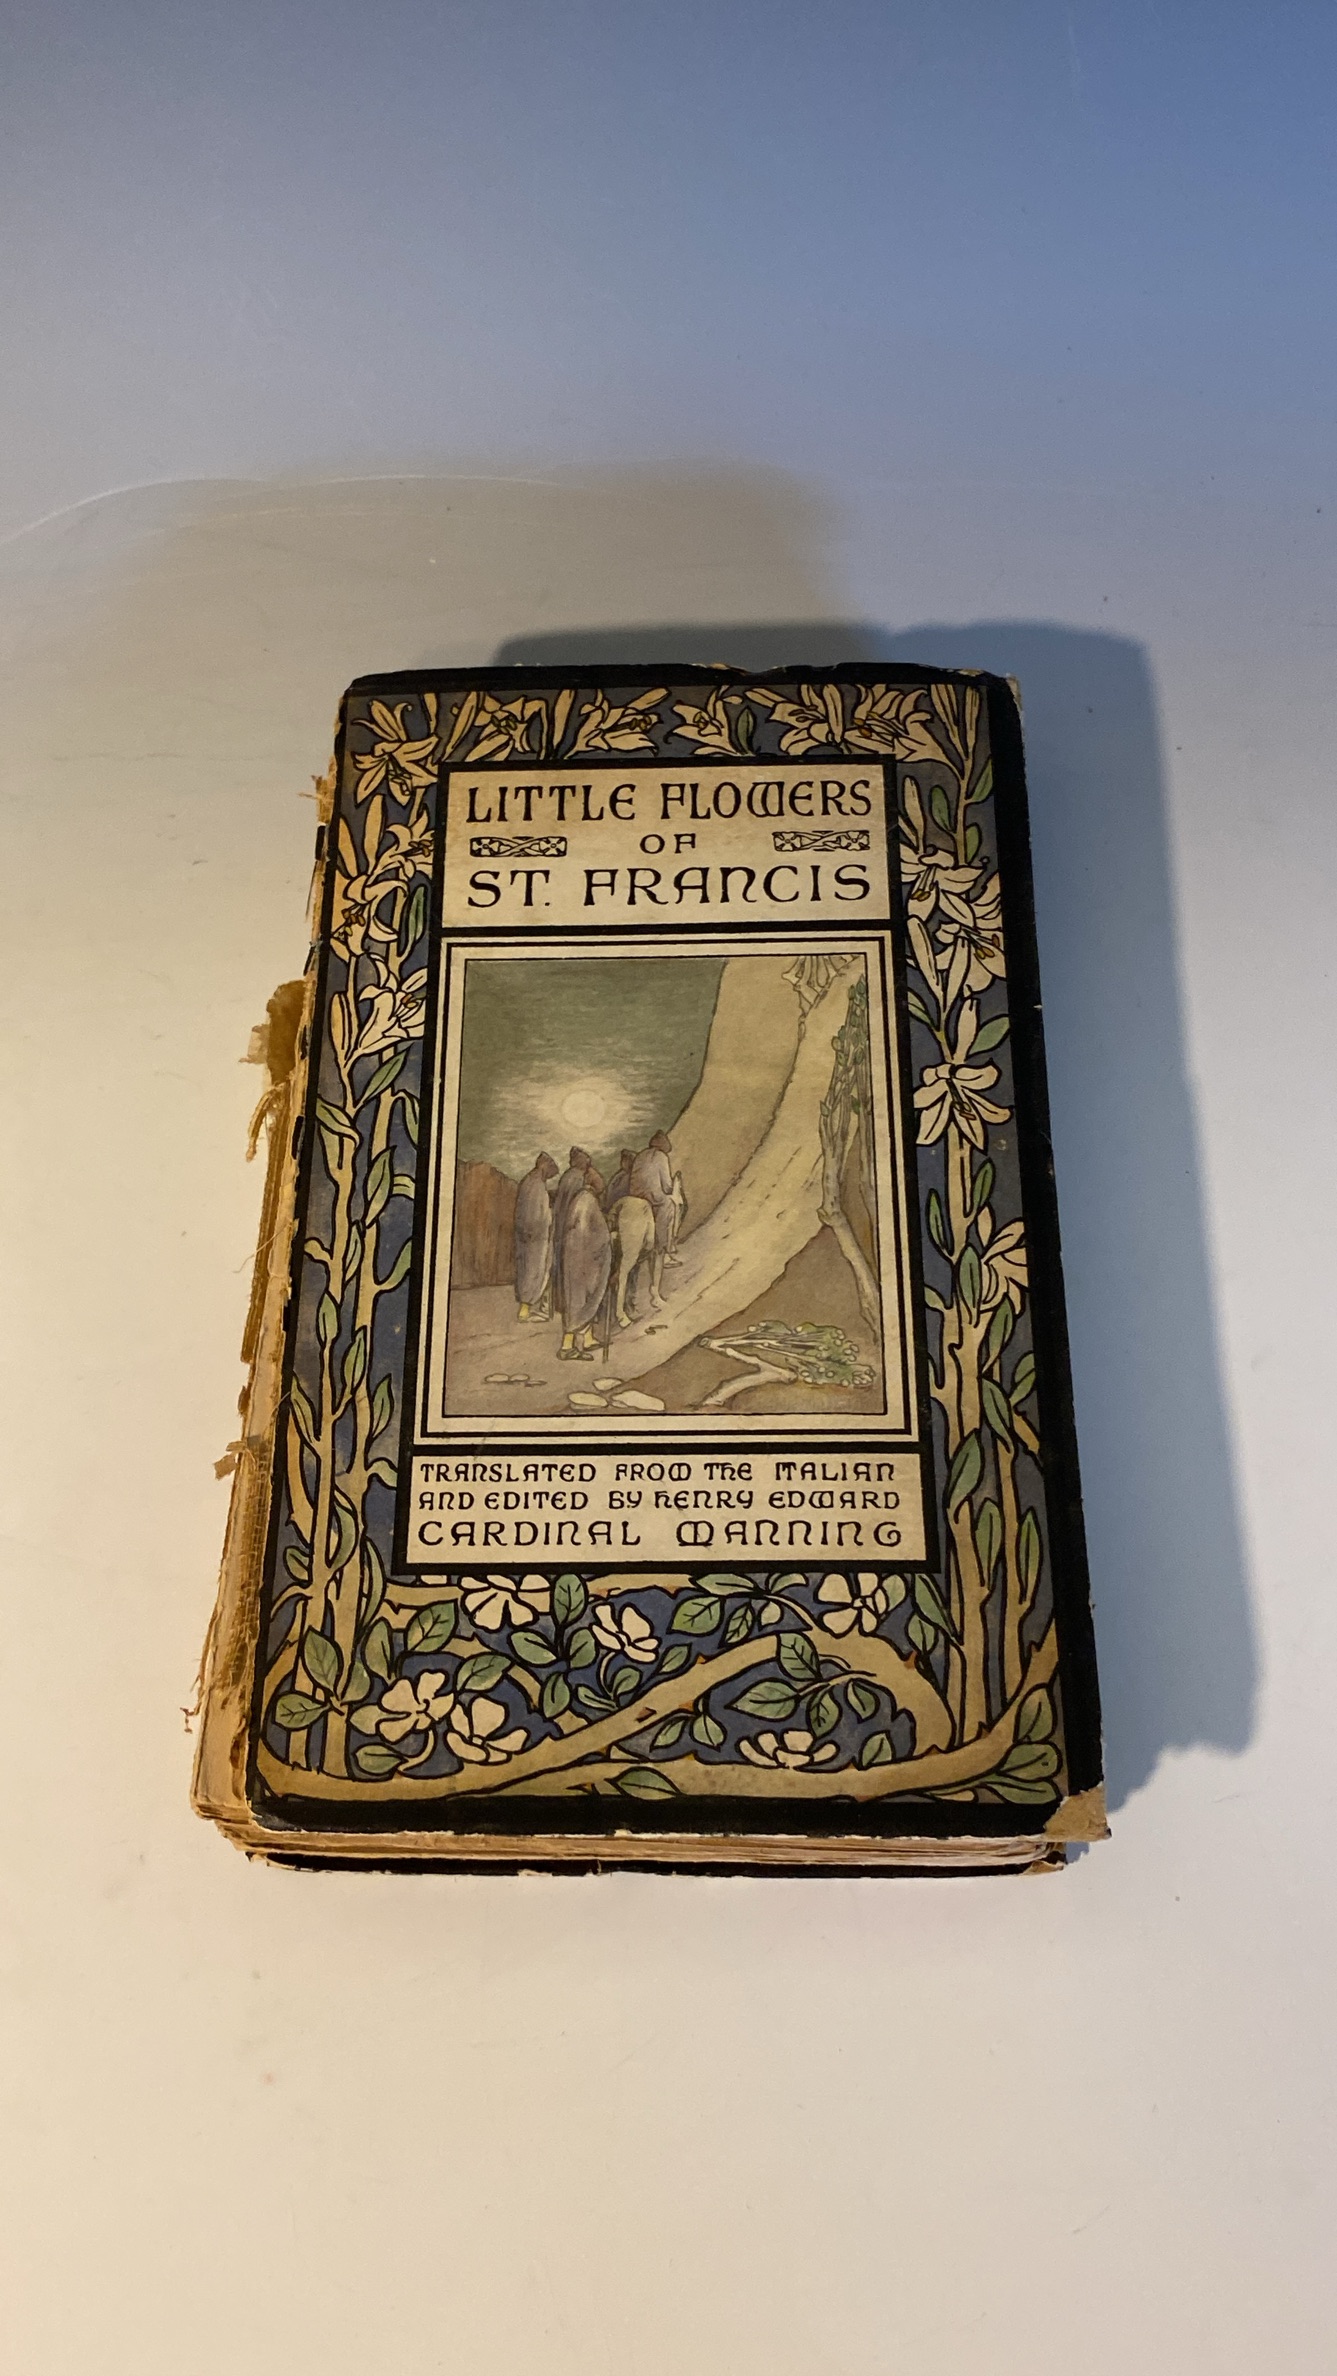 LITTLE FLOWERS
OF
ST. FRANCIS
TRANSLATED FROM THE ITALIAN
AND EDITED BY HENRY EDWARD
CARDINAL MANNING